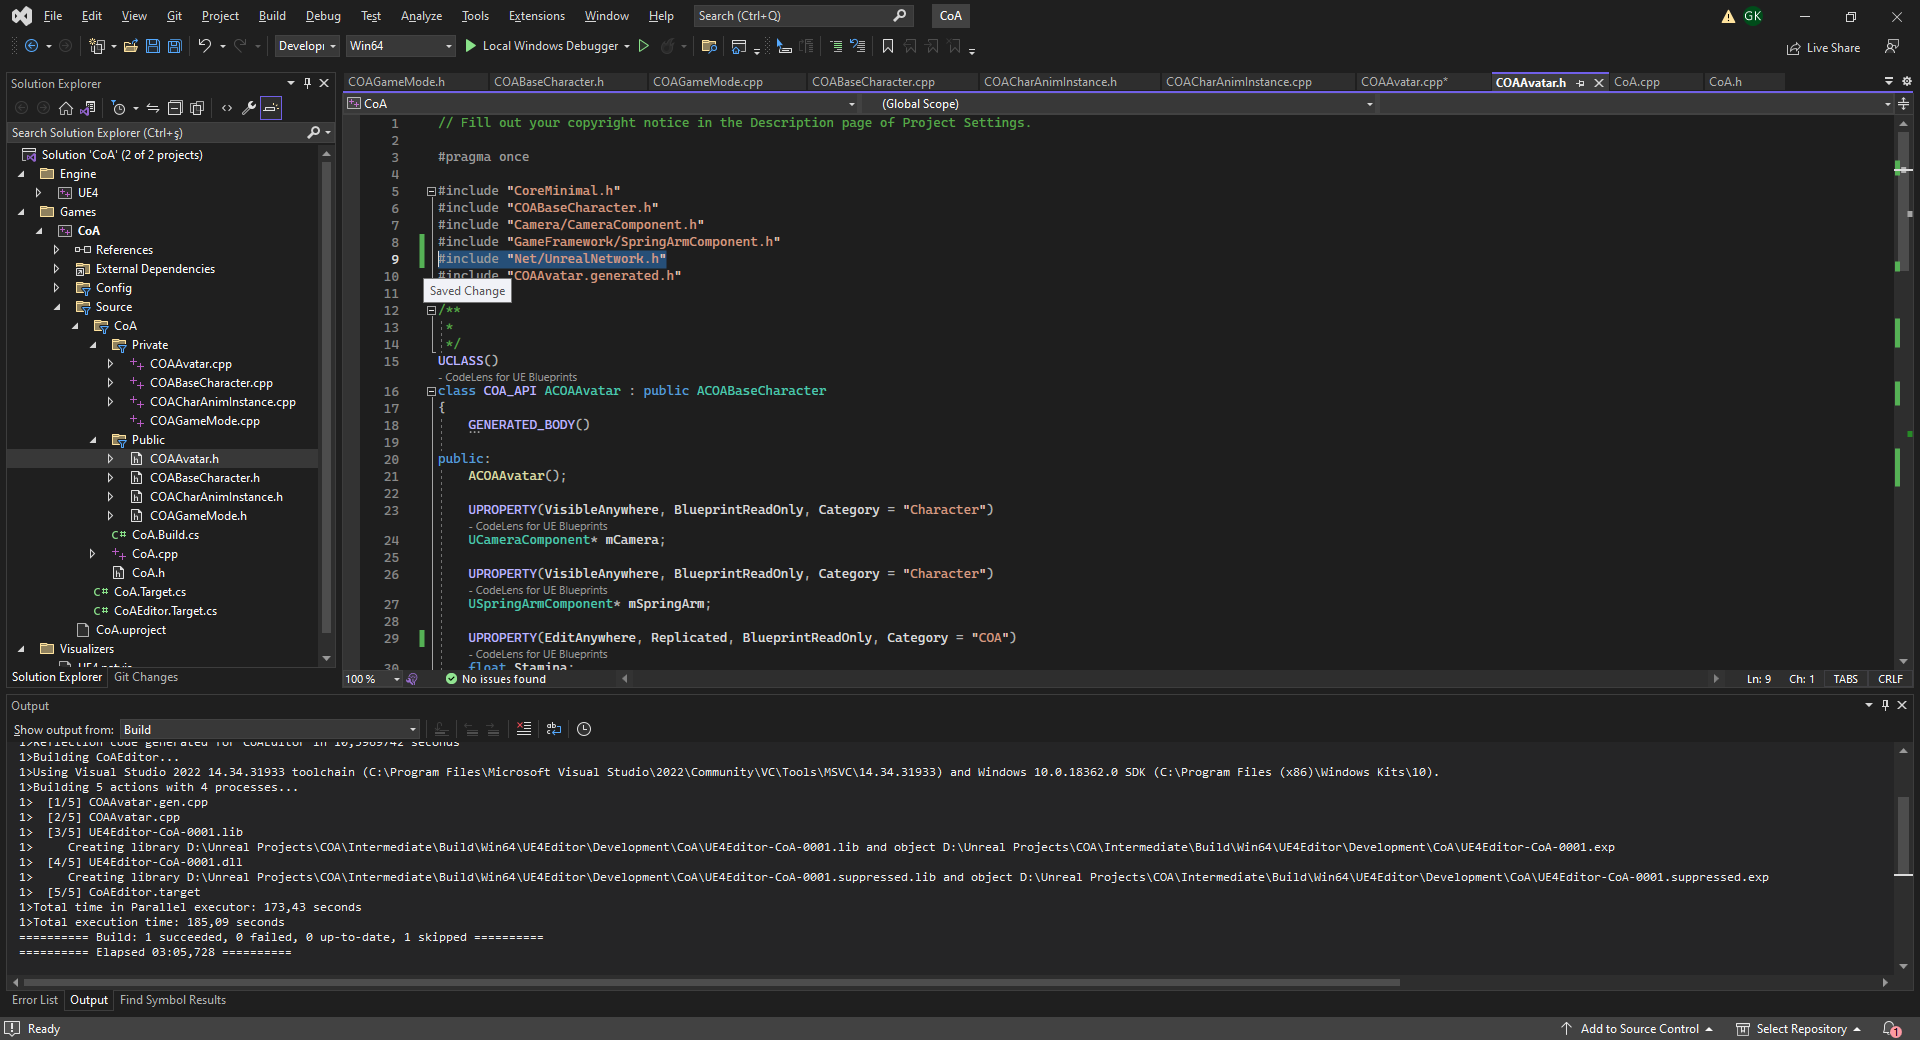 File Edit View Git Project Build Debug Test Analyze Tools Extensions Window Help Search (Ctrl+Q) CoA GK
Developr Win64 Local Windows Debugger Live Share
Solution Explorer
Search Solution Explorer (Ctrl+ş)
Solution 'CoA' (2 of 2 projects)
Engine
UE4
Games
CoA
References
External Dependencies
Config
Source
CoA
Private
COAAvatar.cpp
COABaseCharacter.cpp
COACharAnimInstance.cpp
COAGameMode.cpp
Public
COAAvatar.h
COABaseCharacter.h
COACharAnimInstance.h
COAGameMode.h
CoA.Build.cs
CoA.cpp
CoA.h
CoA.Target.cs
CoAEditor.Target.cs
CoA.uproject
Visualizers
UE4.natvis
Solution Explorer Git Changes
COAGameMode.h COABaseCharacter.h COAGameMode.cpp COABaseCharacter.cpp COACharAnimInstance.h COACharAnimInstance.cpp COAAvatar.cpp* COAAvatar.h CoA.cpp CoA.h
CoA (Global Scope)
1 // Fill out your copyright notice in the Description page of Project Settings.
2
3 #pragma once
4
5 #include "CoreMinimal.h"
6 #include "COABaseCharacter.h"
7 #include "Camera/CameraComponent.h"
8 #include "GameFramework/SpringArmComponent.h"
9 #include "Net/UnrealNetwork.h"
10 #include "COAAvatar.generated.h"
11 Saved Change
12 /**
13 *
14 */
15 UCLASS()
- CodeLens for UE Blueprints
16 class COA_API ACOAAvatar : public ACOABaseCharacter
17 {
18 GENERATED_BODY()
19
20 public:
21 ACOAAvatar();
22
23 UPROPERTY(VisibleAnywhere, BlueprintReadOnly, Category = "Character")
- CodeLens for UE Blueprints
24 UCameraComponent* mCamera;
25
26 UPROPERTY(VisibleAnywhere, BlueprintReadOnly, Category = "Character")
- CodeLens for UE Blueprints
27 USpringArmComponent* mSpringArm;
28
29 UPROPERTY(EditAnywhere, Replicated, BlueprintReadOnly, Category = "COA")
- CodeLens for UE Blueprints
30 float Stamina;
100 % No issues found Ln: 9 Ch: 1 TABS CRLF
Output
Show output from: Build
1>Reflection code generated for CoAEditor in 10,5969742 seconds
1>Building CoAEditor...
1>Using Visual Studio 2022 14.34.31933 toolchain (C:\Program Files\Microsoft Visual Studio\2022\Community\VC\Tools\MSVC\14.34.31933) and Windows 10.0.18362.0 SDK (C:\Program Files (x86)\Windows Kits\10).
1>Building 5 actions with 4 processes...
1> [1/5] COAAvatar.gen.cpp
1> [2/5] COAAvatar.cpp
1> [3/5] UE4Editor-CoA-0001.lib
1> Creating library D:\Unreal Projects\COA\Intermediate\Build\Win64\UE4Editor\Development\CoA\UE4Editor-CoA-0001.lib and object D:\Unreal Projects\COA\Intermediate\Build\Win64\UE4Editor\Development\CoA\UE4Editor-CoA-0001.exp
1> [4/5] UE4Editor-CoA-0001.dll
1> Creating library D:\Unreal Projects\COA\Intermediate\Build\Win64\UE4Editor\Development\CoA\UE4Editor-CoA-0001.suppressed.lib and object D:\Unreal Projects\COA\Intermediate\Build\Win64\UE4Editor\Development\CoA\UE4Editor-CoA-0001.suppressed.exp
1> [5/5] CoAEditor.target
1>Total time in Parallel executor: 173,43 seconds
1>Total execution time: 185,09 seconds
========== Build: 1 succeeded, 0 failed, 0 up-to-date, 1 skipped ==========
========== Elapsed 03:05,728 ==========
Error List Output Find Symbol Results
Ready Add to Source Control Select Repository 1